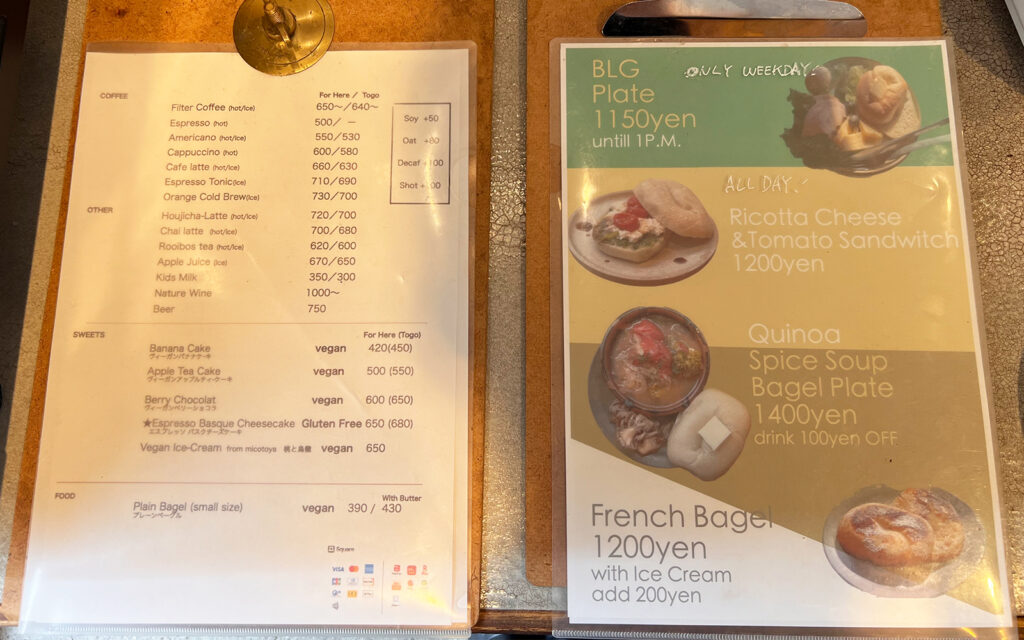 COFFEE
For Here / Togo
Filter Coffee (hot/ice) 650～/640～
Espresso (hot) 500/ ー
Americano (hot/ice) 550/530
Cappuccino (hot) 600/580
Cafe latte (hot/ice) 660/630
Espresso Tonic(ice) 710/690
Orange Cold Brew(ice) 730/700
Soy +50
Oat +80
Decaf +100
Shot +100
OTHER
Houjicha-Latte (hot/ice) 720/700
Chai latte (hot/ice) 700/680
Rooibos tea (hot/ice) 620/600
Apple Juice (ice) 670/650
Kids Milk 350/300
Nature Wine 1000～
Beer 750
SWEETS
For Here (Togo)
Banana Cake vegan 420(450)
ヴィーガンバナナケーキ
Apple Tea Cake vegan 500 (550)
ヴィーガンアップルティーケーキ
Berry Chocolat vegan 600 (650)
ヴィーガンベリーショコラ
★Espresso Basque Cheesecake Gluten Free 650 (680)
エスプレッソ バスクチーズケーキ
Vegan Ice-Cream from micotoya 桃と烏龍 vegan 650
FOOD
With Butter
Plain Bagel (small size) vegan 390 / 430
プレーンベーグル
Square
VISA
JCB
BLG
Plate
1150yen
untill 1P.M.
ONLY WEEKDAY!
ALL DAY!
Ricotta Cheese
&Tomato Sandwitch
1200yen
Quinoa
Spice Soup
Bagel Plate
1400yen
drink 100yen OFF
French Bagel
1200yen
with Ice Cream
add 200yen